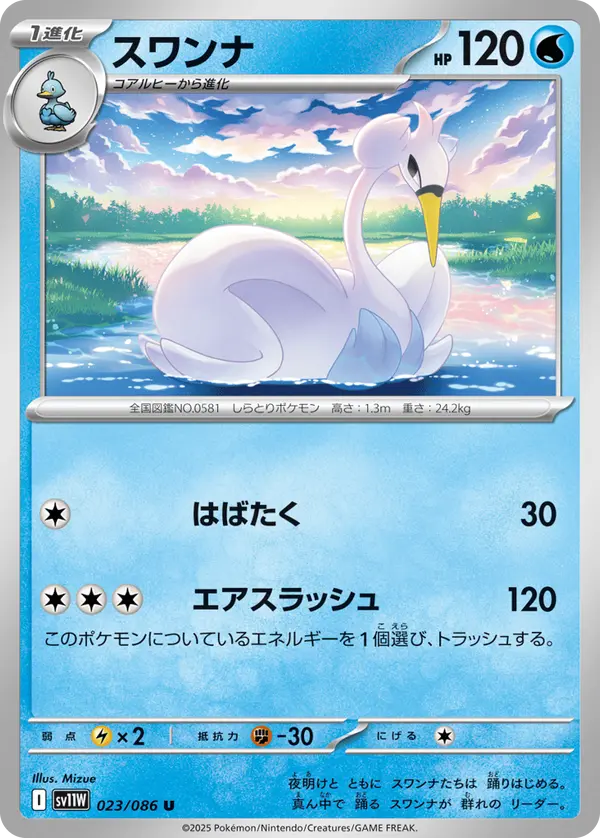 1進化
スワンナ
HP 120
コアルヒーから進化
全国図鑑NO.0581 しらとりポケモン 高さ:1.3m 重さ:24.2kg
はばたく 30
エアスラッシュ 120
このポケモンについているエネルギーを1個選び、トラッシュする。
弱点 ×2 抵抗力 -30 にげる
Illus. Mizue
I sv11W 023/086 U
夜明けと ともに スワンナたちは 踊りはじめる。
真ん中で 踊る スワンナが 群れの リーダー。
©2025 Pokémon/Nintendo/Creatures/GAME FREAK.